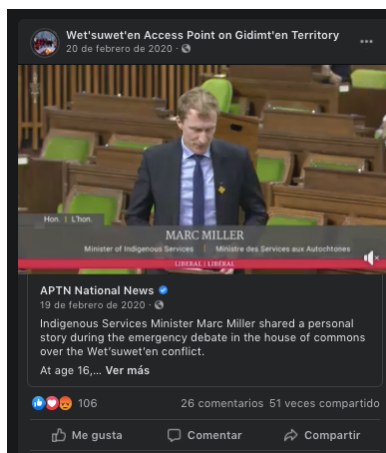 Wet'suwet'en Access Point on Gidimt'en Territory
20 de febrero de 2020 ·
Hon. | L'hon.
MARC MILLER
Minister of Indigenous Services | Ministre des Services aux Autochtones
LIBERAL | LIBÉRAL
APTN National News
19 de febrero de 2020 ·
Indigenous Services Minister Marc Miller shared a personal
story during the emergency debate in the house of commons
over the Wet'suwet'en conflict.
At age 16,... Ver más
106
26 comentarios 51 veces compartido
Me gusta
Comentar
Compartir